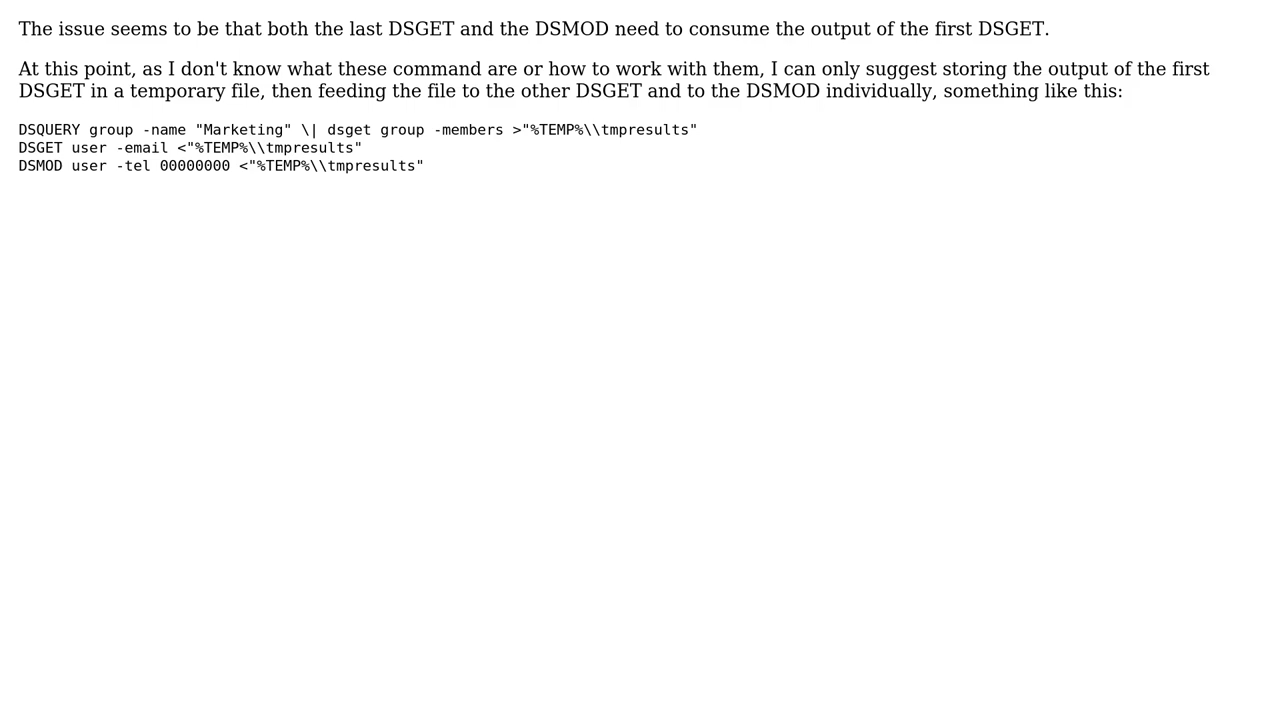 The issue seems to be that both the last DSGET and the DSMOD need to consume the output of the first DSGET.
At this point, as I don't know what these command are or how to work with them, I can only suggest storing the output of the first
DSGET in a temporary file, then feeding the file to the other DSGET and to the DSMOD individually, something like this:
DSQUERY group -name "Marketing" \| dsget group -members >"%TEMP%\\tmpresults"
DSGET user -email <"%TEMP%\\tmpresults"
DSMOD user -tel 00000000 <"%TEMP%\\tmpresults"